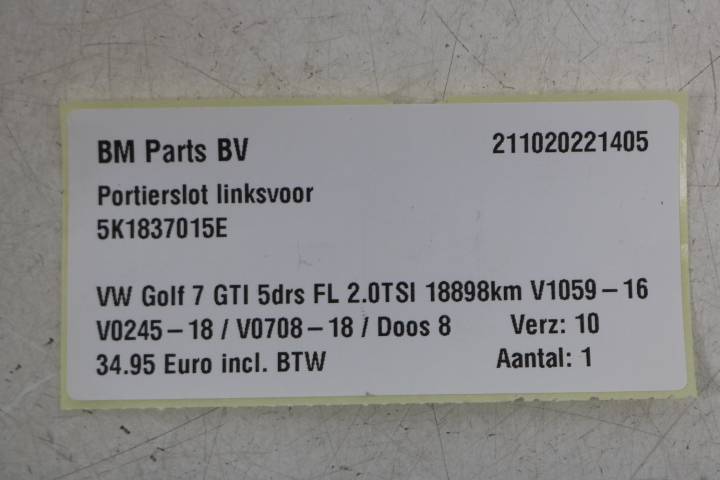 BM Parts BV 211020221405
Portierslot linksvoor
5K1837015E
VW Golf 7 GTI 5drs FL 2.0TSI 18898km V1059-16
V0245-18 / V0708-18 / Doos 8 Verz: 10
34.95 Euro incl. BTW Aantal: 1